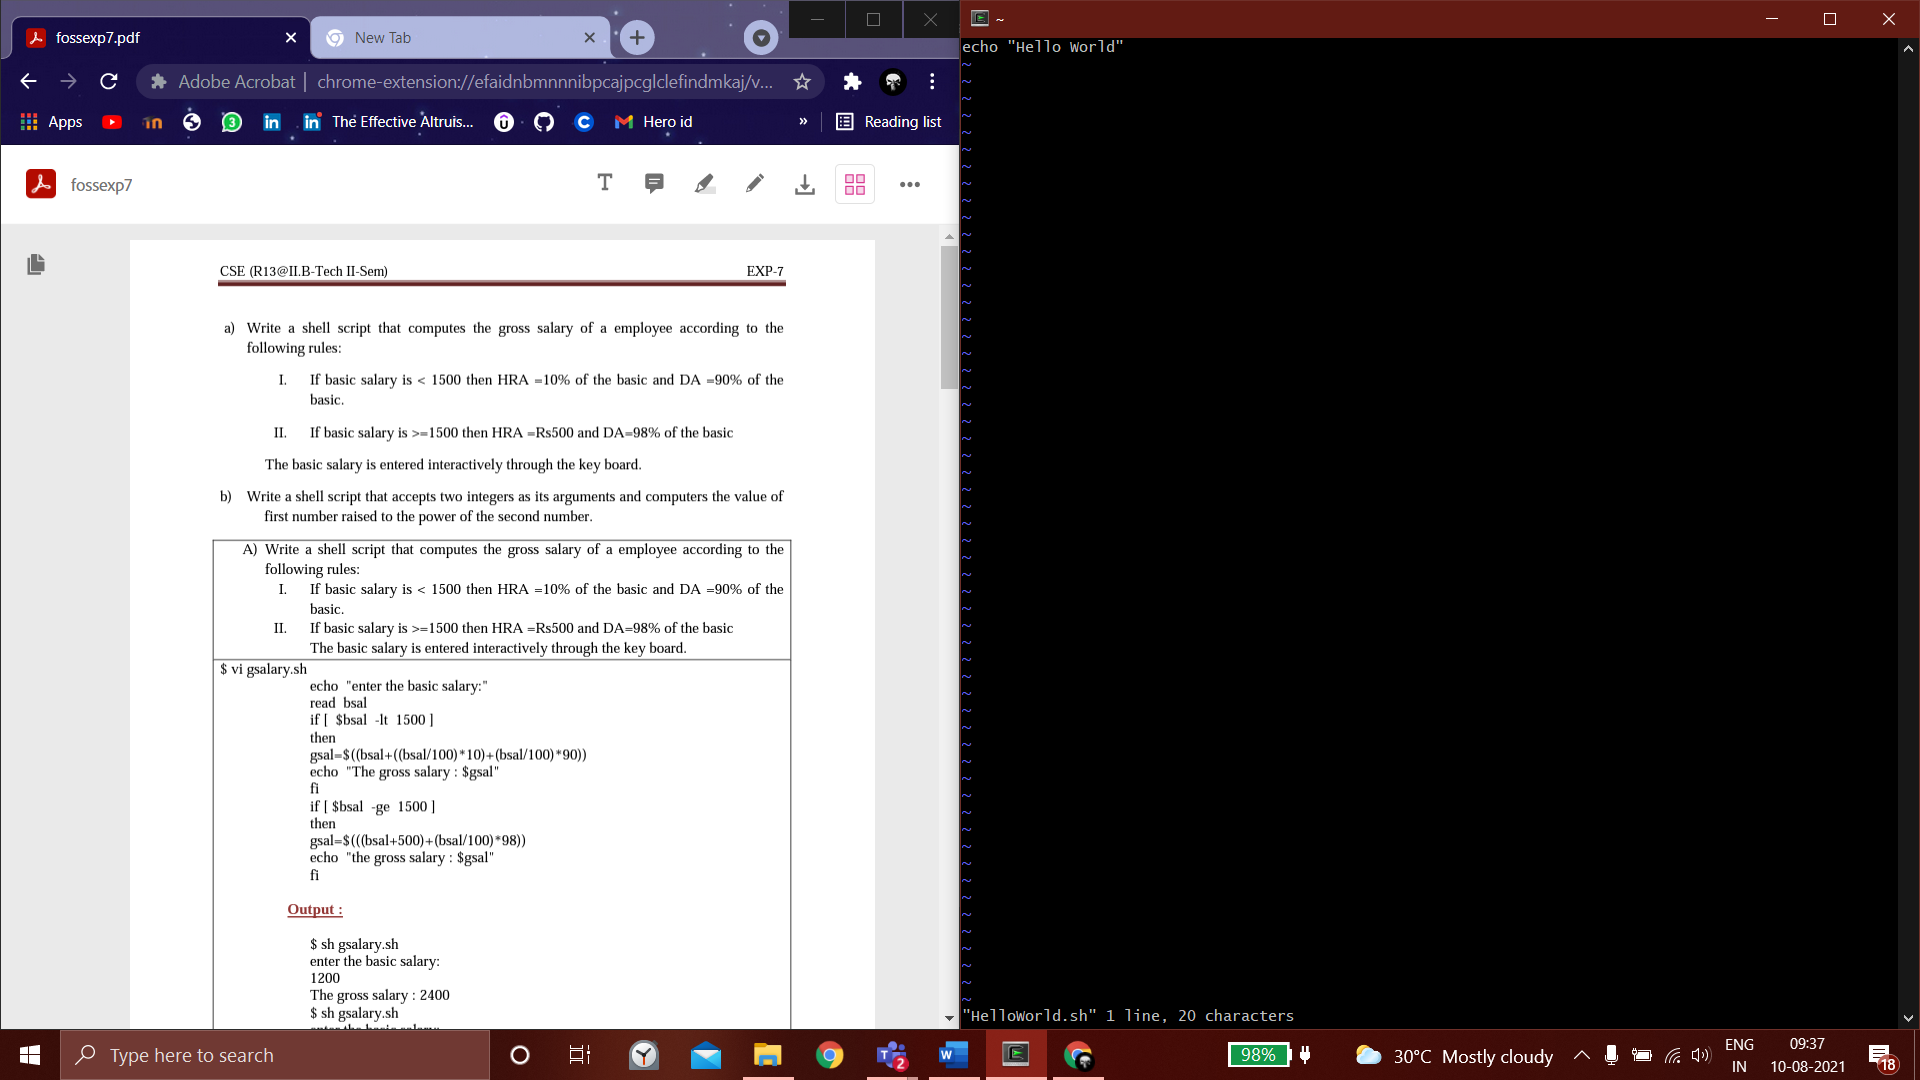 fossexp7.pdf
New Tab
~
Adobe Acrobat | chrome-extension://efaidnbmnnnibpcajpcglclefindmkaj/v...
Apps
3
The Effective Altruis...
Hero id
»
Reading list
fossexp7
CSE (R13@II.B-Tech II-Sem) EXP-7
a) Write a shell script that computes the gross salary of a employee according to the
following rules:
I. If basic salary is < 1500 then HRA =10% of the basic and DA =90% of the
basic.
II. If basic salary is >=1500 then HRA =Rs500 and DA=98% of the basic
The basic salary is entered interactively through the key board.
b) Write a shell script that accepts two integers as its arguments and computers the value of
first number raised to the power of the second number.
A) Write a shell script that computes the gross salary of a employee according to the
following rules:
I. If basic salary is < 1500 then HRA =10% of the basic and DA =90% of the
basic.
II. If basic salary is >=1500 then HRA =Rs500 and DA=98% of the basic
The basic salary is entered interactively through the key board.
$ vi gsalary.sh
echo "enter the basic salary:"
read bsal
if [ $bsal -lt 1500 ]
then
gsal=$((bsal+((bsal/100)*10)+(bsal/100)*90))
echo "The gross salary : $gsal"
fi
if [ $bsal -ge 1500 ]
then
gsal=$(((bsal+500)+(bsal/100)*98))
echo "the gross salary : $gsal"
fi
Output :
$ sh gsalary.sh
enter the basic salary:
1200
The gross salary : 2400
$ sh gsalary.sh
enter the basic salary:
echo "Hello World"
"HelloWorld.sh" 1 line, 20 characters
Type here to search
2
98%
30°C Mostly cloudy
ENG
IN
09:37
10-08-2021
18